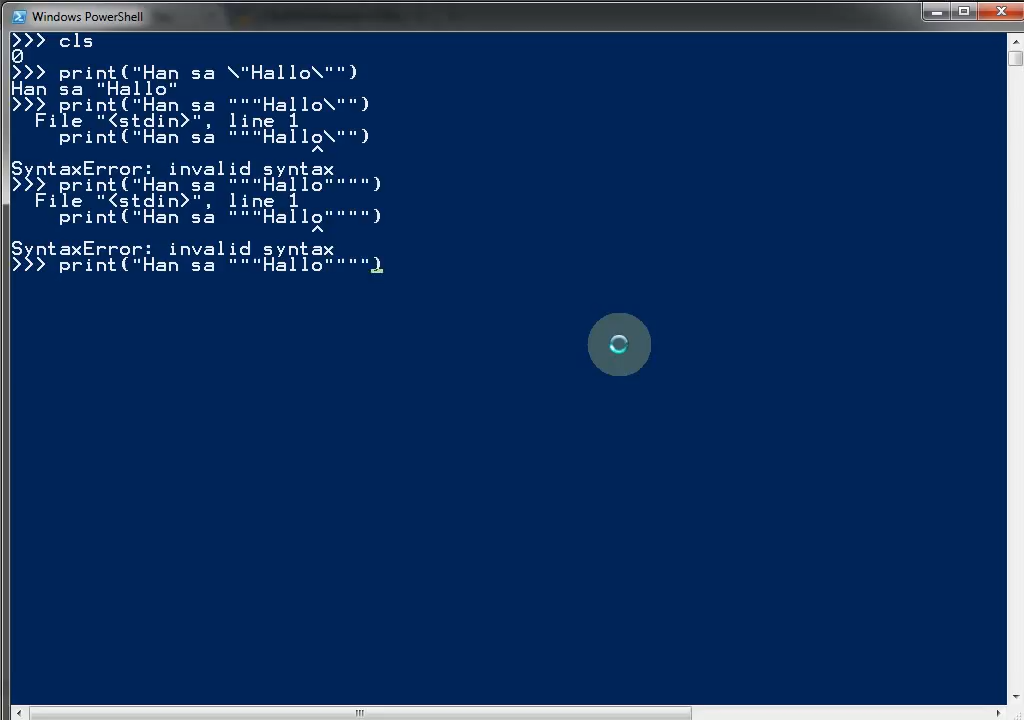 Windows PowerShell
>>> cls
0
>>> print("Han sa \"Hallo\"")
Han sa "Hallo"
>>> print("Han sa """Hallo\"")
  File "<stdin>", line 1
    print("Han sa """Hallo\"")
                         ^
SyntaxError: invalid syntax
>>> print("Han sa """Hallo"""")
  File "<stdin>", line 1
    print("Han sa """Hallo"""")
                         ^
SyntaxError: invalid syntax
>>> print("Han sa """Hallo"""")